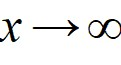 x → ∞